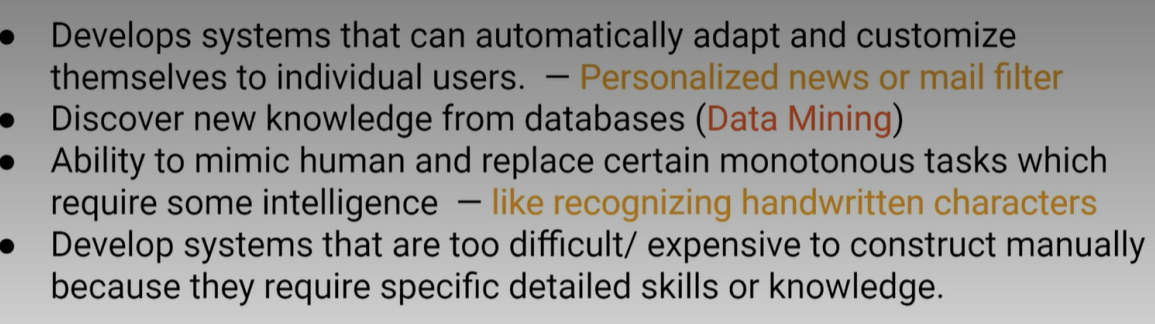 ● Develops systems that can automatically adapt and customize
themselves to individual users. — Personalized news or mail filter
● Discover new knowledge from databases (Data Mining)
● Ability to mimic human and replace certain monotonous tasks which
require some intelligence — like recognizing handwritten characters
● Develop systems that are too difficult/ expensive to construct manually
because they require specific detailed skills or knowledge.